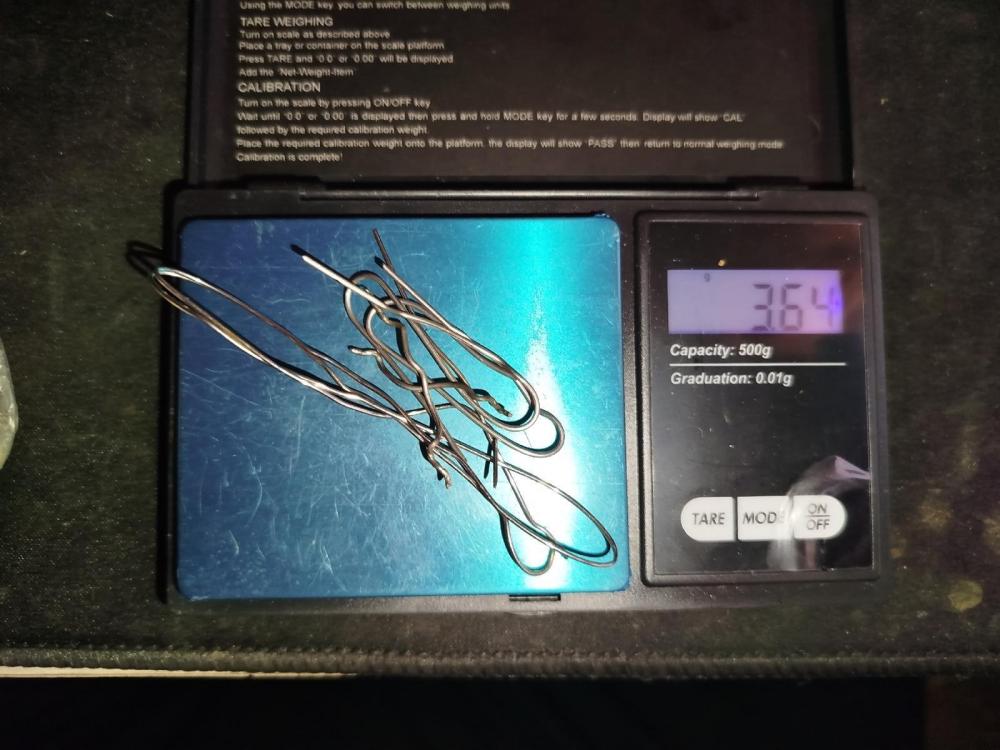 Using the MODE key you can switch between weighing units
TARE WEIGHING
Turn on scale as described above
Place a tray or container on the scale platform
Press TARE and '0.0' or '0.00' will be displayed
Add the 'Net-Weight-Item'
CALIBRATION
Turn on the scale by pressing ON/OFF key
Wait until '0.0' or '0.00' is displayed then press and hold MODE key for a few seconds. Display will show 'CAL'
followed by the required calibration weight.
Place the required calibration weight onto the platform, the display will show 'PASS' then return to normal weighing mode
Calibration is complete!
g
3.64
Capacity: 500g
Graduation: 0.01g
TARE
MODE
ON
OFF